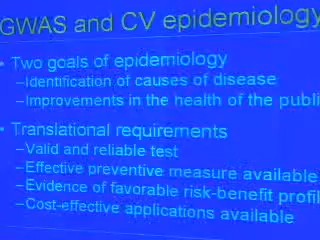 GWAS and CV epidemiology
• Two goals of epidemiology
–Identification of causes of disease
–Improvements in the health of the publi
• Translational requirements
–Valid and reliable test
–Effective preventive measure available
–Evidence of favorable risk-benefit profil
–Cost-effective applications available